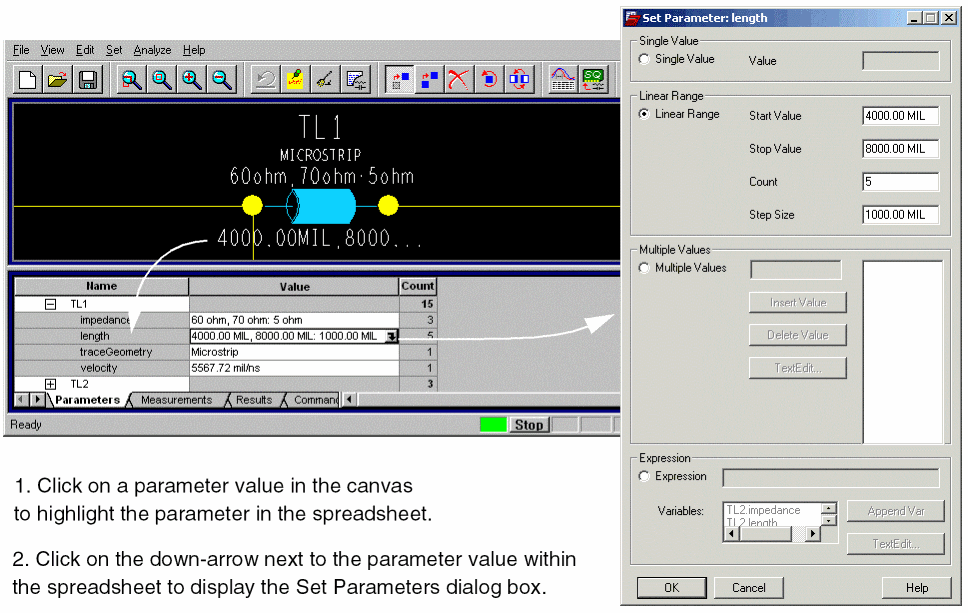 File View Edit Set Analyze Help
TL1
MICROSTRIP
60ohm,70ohm:5ohm
4000.00MIL,8000...
Name Value Count
TL1 15
impedance 60 ohm, 70 ohm: 5 ohm 3
length 4000.00 MIL, 8000.00 MIL: 1000.00 MIL 5
traceGeometry Microstrip 1
velocity 5567.72 mil/ns 1
TL2 3
Parameters Measurements Results Comman
Ready Stop
1. Click on a parameter value in the canvas
to highlight the parameter in the spreadsheet.
2. Click on the down-arrow next to the parameter value within
the spreadsheet to display the Set Parameters dialog box.
Set Parameter: length
Single Value
Single Value Value
Linear Range
Linear Range Start Value 4000.00 MIL
Stop Value 8000.00 MIL
Count 5
Step Size 1000.00 MIL
Multiple Values
Multiple Values
Insert Value
Delete Value
TextEdit...
Expression
Expression
Variables: TL2.impedance Append Var
TL2.length
TextEdit...
OK Cancel Help
SQ